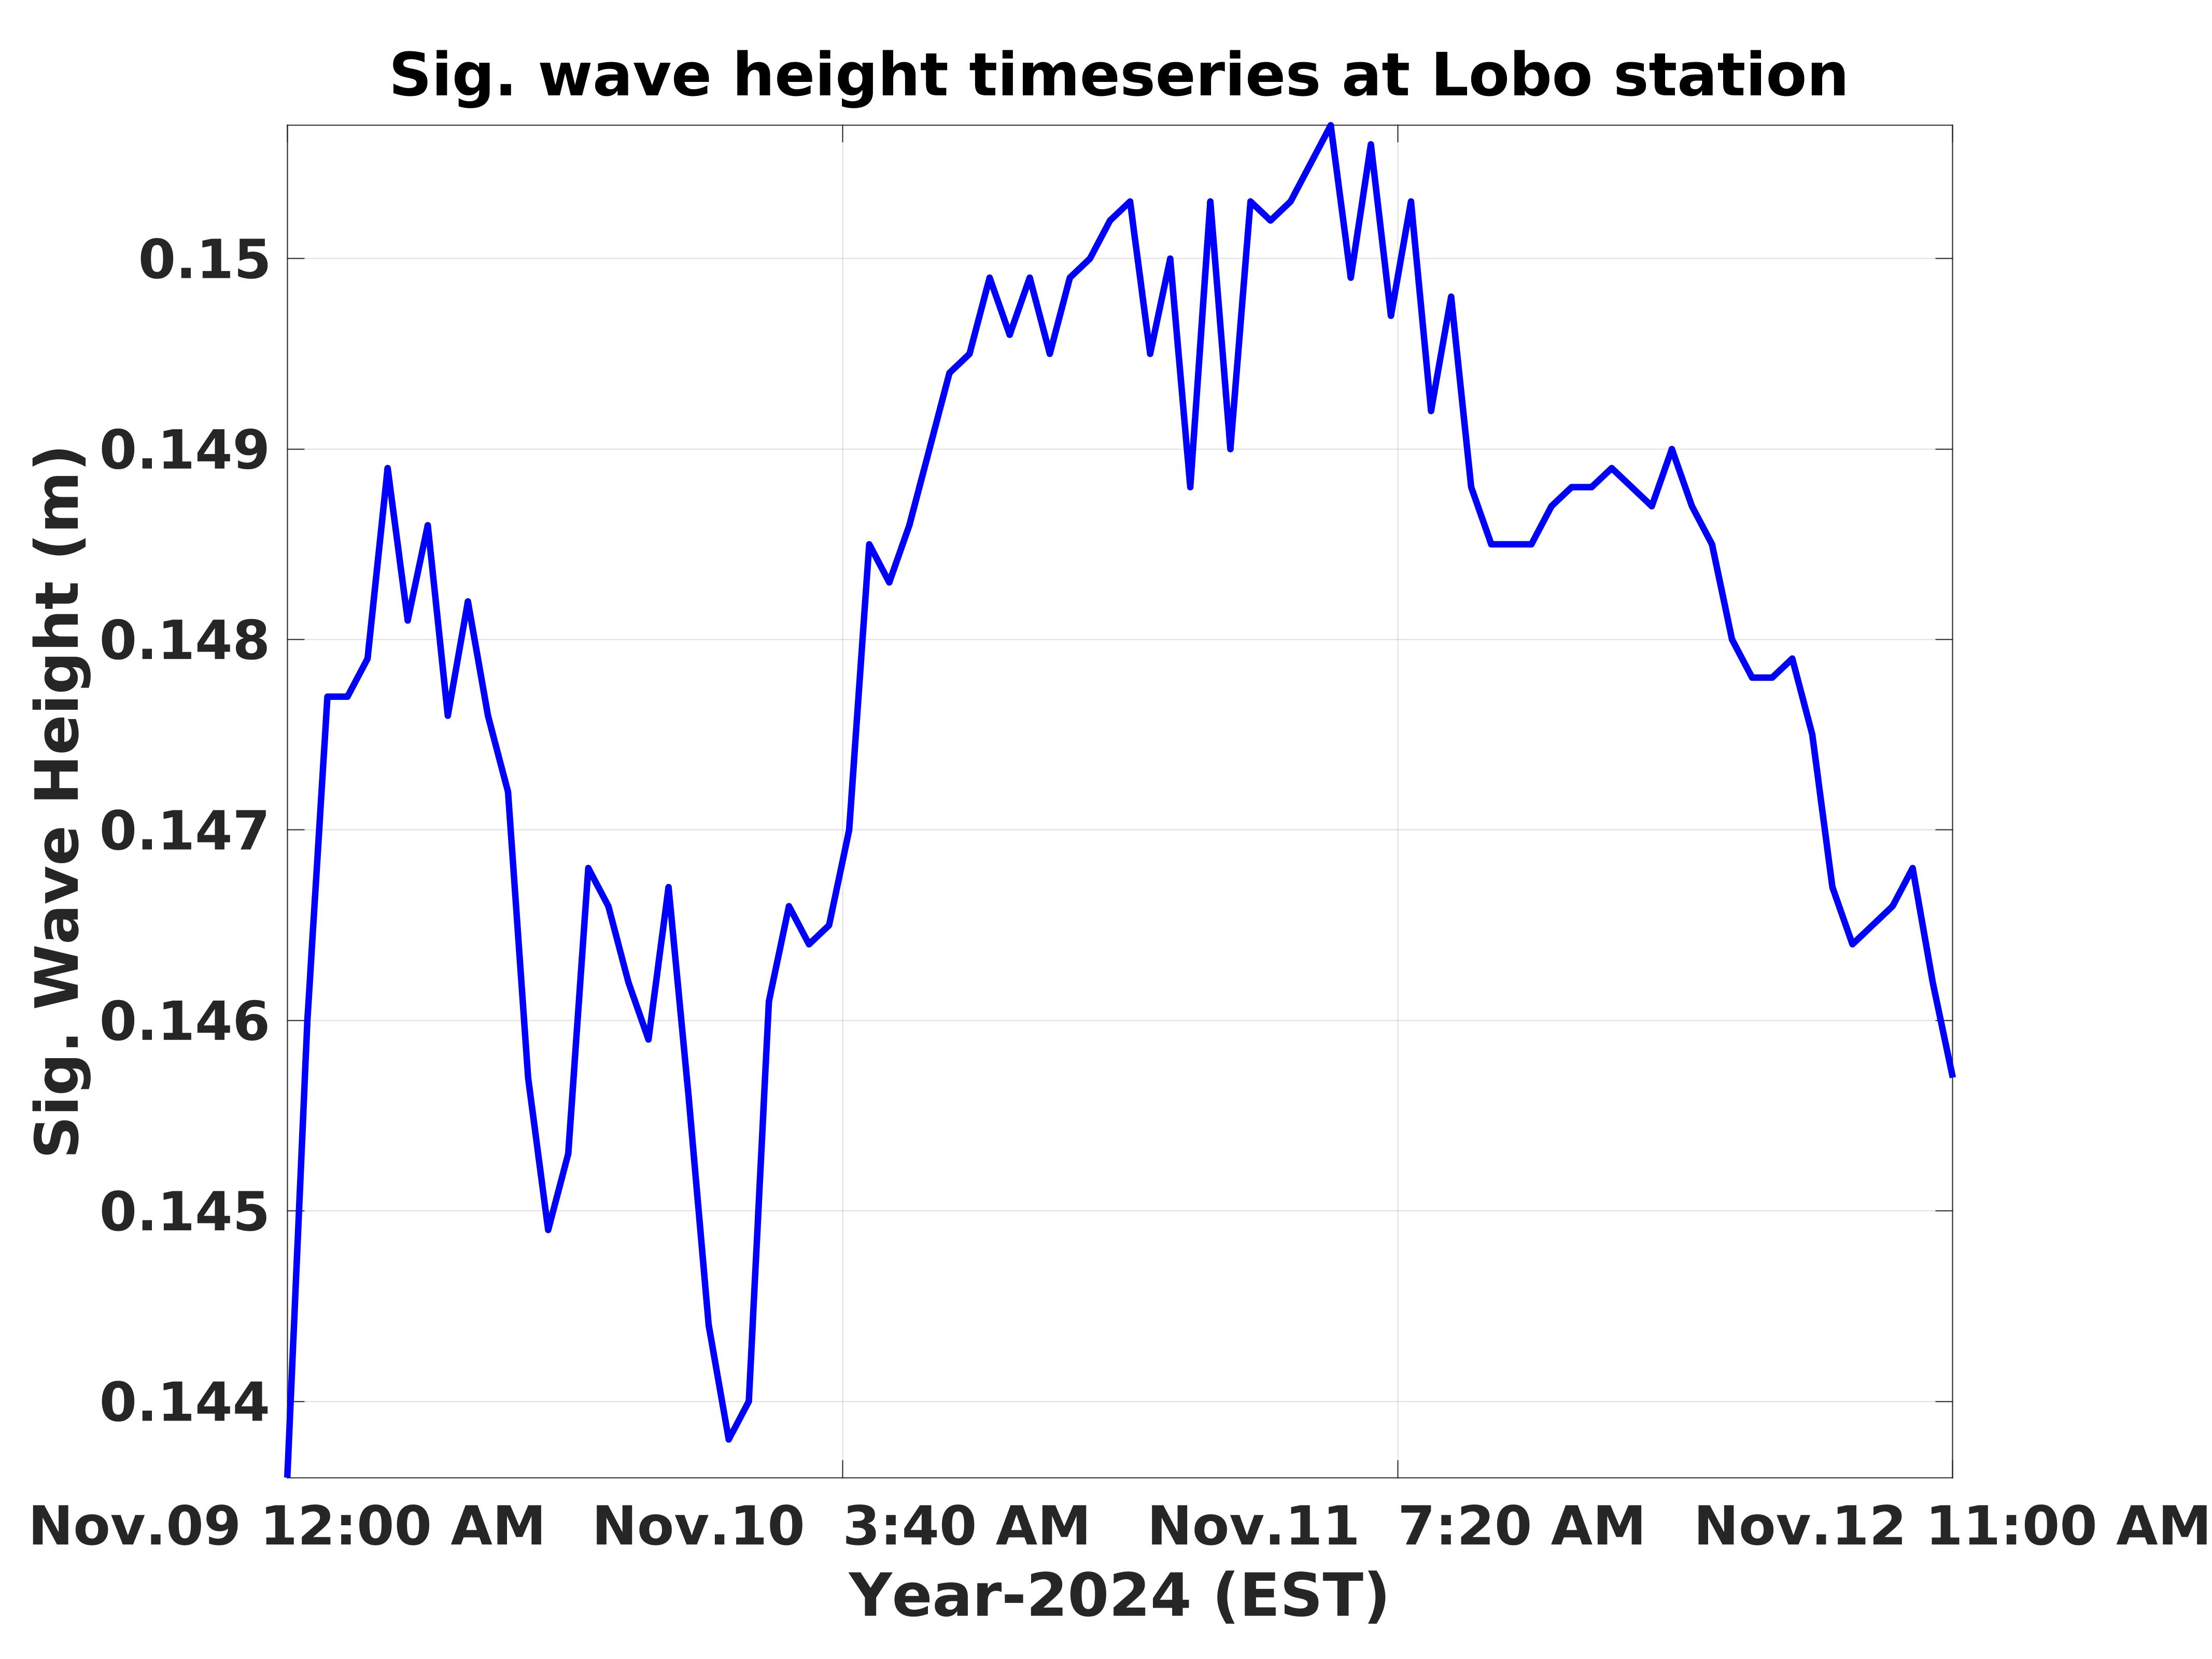 Sig. wave height timeseries at Lobo station
Sig. Wave Height (m)
0.15
0.149
0.148
0.147
0.146
0.145
0.144
Nov.09 12:00 AM Nov.10 3:40 AM Nov.11 7:20 AM Nov.12 11:00 AM
Year-2024 (EST)